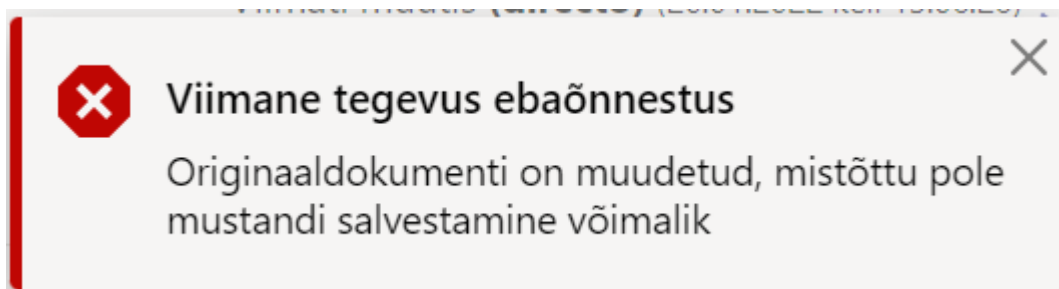 Viimane tegevus ebaõnnestus
Originaaldokumenti on muudetud, mistõttu pole
mustandi salvestamine võimalik